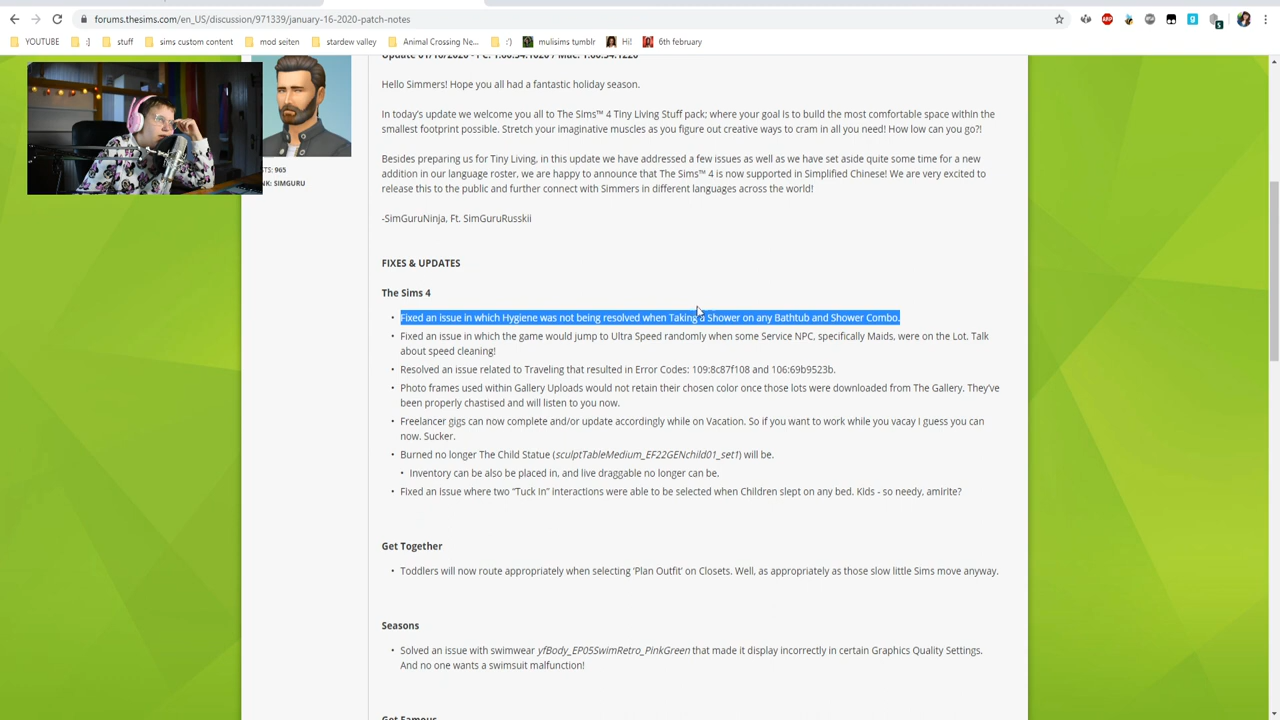 forums.thesims.com/en_US/discussion/971339/january-16-2020-patch-notes
YOUTUBE :] stuff sims custom content mod seiten stardew valley Animal Crossing Ne... :') mulisims tumblr Hi! 6th february
Hello Simmers! Hope you all had a fantastic holiday season.
In today's update we welcome you all to The Sims™ 4 Tiny Living Stuff pack; where your goal is to build the most comfortable space within the
smallest footprint possible. Stretch your imaginative muscles as you figure out creative ways to cram in all you need! How low can you go?!
Besides preparing us for Tiny Living, in this update we have addressed a few issues as well as we have set aside quite some time for a new
addition in our language roster, we are happy to announce that The Sims™ 4 is now supported in Simplified Chinese! We are very excited to
release this to the public and further connect with Simmers in different languages across the world!
-SimGuruNinja, Ft. SimGuruRusskii
STS: 965
NK: SIMGURU
FIXES & UPDATES
The Sims 4
• Fixed an issue in which Hygiene was not being resolved when Taking a Shower on any Bathtub and Shower Combo.
• Fixed an issue in which the game would jump to Ultra Speed randomly when some Service NPC, specifically Maids, were on the Lot. Talk
about speed cleaning!
• Resolved an issue related to Traveling that resulted in Error Codes: 109:8c87f108 and 106:69b9523b.
• Photo frames used within Gallery Uploads would not retain their chosen color once those lots were downloaded from The Gallery. They've
been properly chastised and will listen to you now.
• Freelancer gigs can now complete and/or update accordingly while on Vacation. So if you want to work while you vacay I guess you can
now. Sucker.
• Burned no longer The Child Statue (sculptTableMedium_EF22GENchild01_set1) will be.
• Inventory can be also be placed in, and live draggable no longer can be.
• Fixed an Issue where two "Tuck In" Interactions were able to be selected when Children slept on any bed. Kids - so needy, amirite?
Get Together
• Toddlers will now route appropriately when selecting 'Plan Outfit' on Closets. Well, as appropriately as those slow little Sims move anyway.
Seasons
• Solved an issue with swimwear yfBody_EP05SwimRetro_PinkGreen that made it display incorrectly in certain Graphics Quality Settings.
And no one wants a swimsuit malfunction!
Get Famous